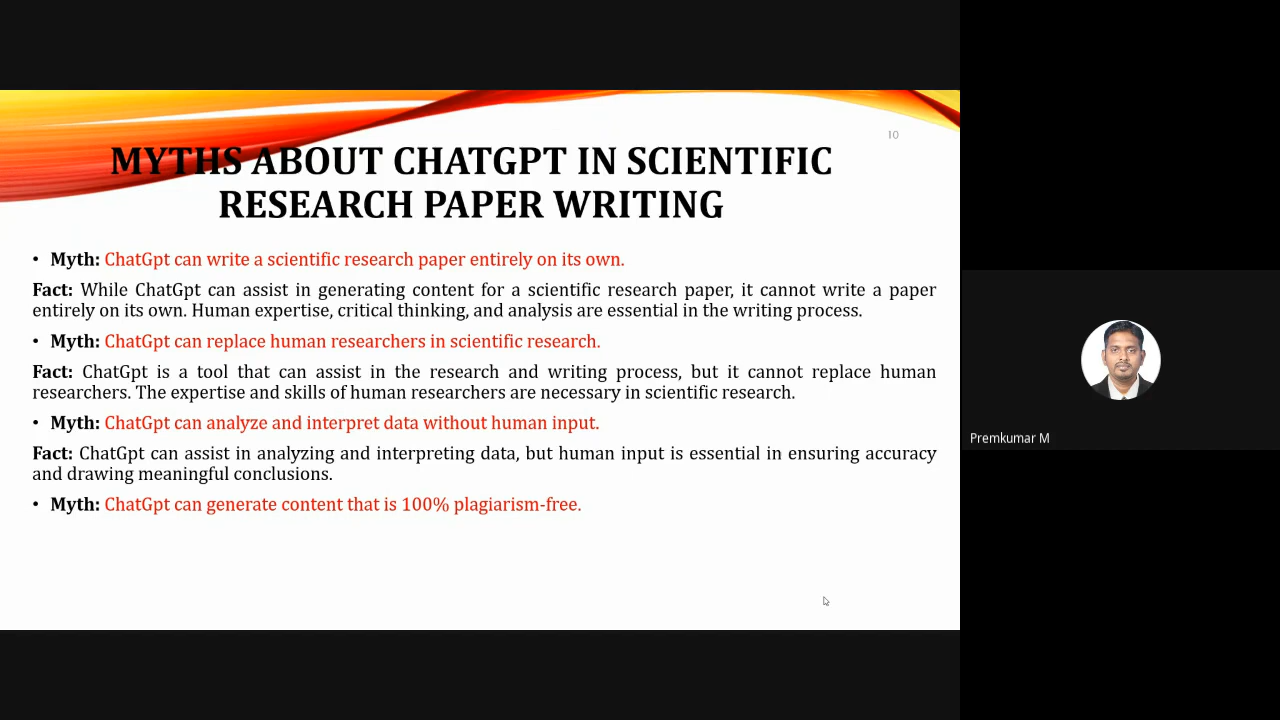 10
MYTHS ABOUT CHATGPT IN SCIENTIFIC
RESEARCH PAPER WRITING
• Myth: ChatGpt can write a scientific research paper entirely on its own.
Fact: While ChatGpt can assist in generating content for a scientific research paper, it cannot write a paper
entirely on its own. Human expertise, critical thinking, and analysis are essential in the writing process.
• Myth: ChatGpt can replace human researchers in scientific research.
Fact: ChatGpt is a tool that can assist in the research and writing process, but it cannot replace human
researchers. The expertise and skills of human researchers are necessary in scientific research.
• Myth: ChatGpt can analyze and interpret data without human input.
Fact: ChatGpt can assist in analyzing and interpreting data, but human input is essential in ensuring accuracy
and drawing meaningful conclusions.
• Myth: ChatGpt can generate content that is 100% plagiarism-free.
Premkumar M